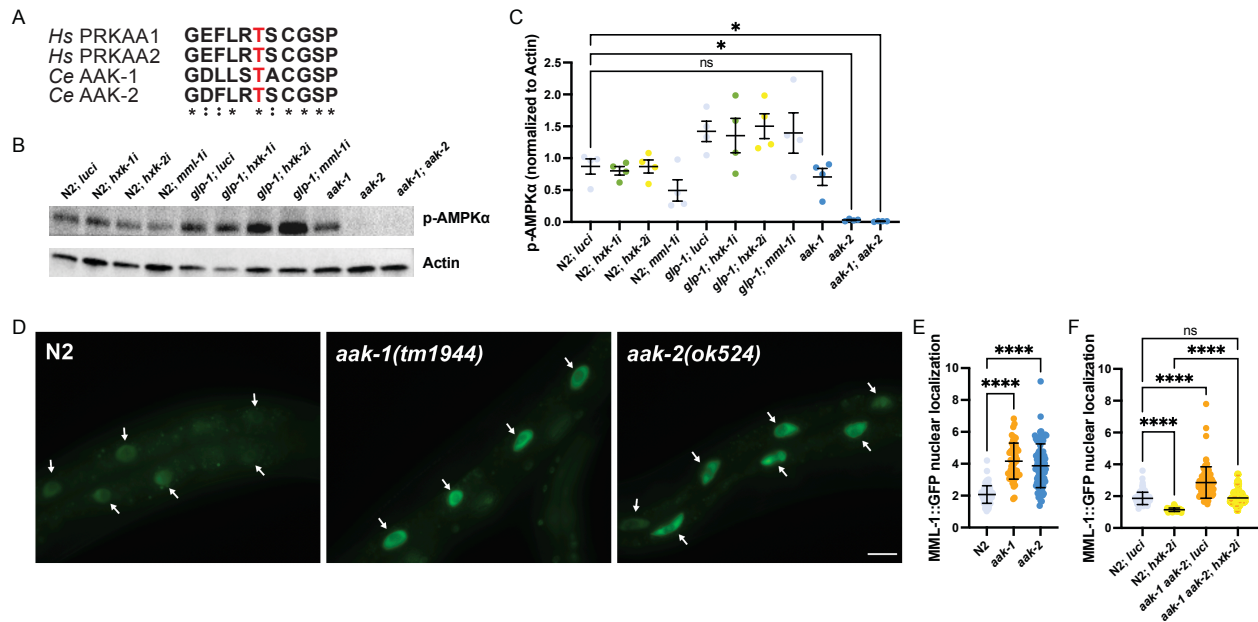 A
Hs PRKAA1 GEFLRTSCGSP
Hs PRKAA2 GEFLRTSCGSP
Ce AAK-1 GDLLSTACGSP
Ce AAK-2 GDFLRTSCGSP
*::* *:****
B
N2; luci
N2; hxk-1i
N2; hxk-2i
N2; mml-1i
glp-1; luci
glp-1; hxk-1i
glp-1; hxk-2i
glp-1; mml-1i
aak-1
aak-2
aak-1; aak-2
p-AMPKα
Actin
C
*
*
ns
p-AMPKα (normalized to Actin)
2.5
2.0
1.5
1.0
0.5
0.0
N2; luci
N2; hxk-1i
N2; hxk-2i
N2; mml-1i
glp-1; luci
glp-1; hxk-1i
glp-1; hxk-2i
glp-1; mml-1i
aak-1
aak-2
aak-1; aak-2
D
N2
aak-1(tm1944)
aak-2(ok524)
E
****
****
MML-1::GFP nuclear localization
10
8
6
4
2
0
N2
aak-1
aak-2
F
ns
****
****
****
MML-1::GFP nuclear localization
10
8
6
4
2
0
N2; luci
N2; hxk-2i
aak-1 aak-2; luci
aak-1 aak-2; hxk-2i